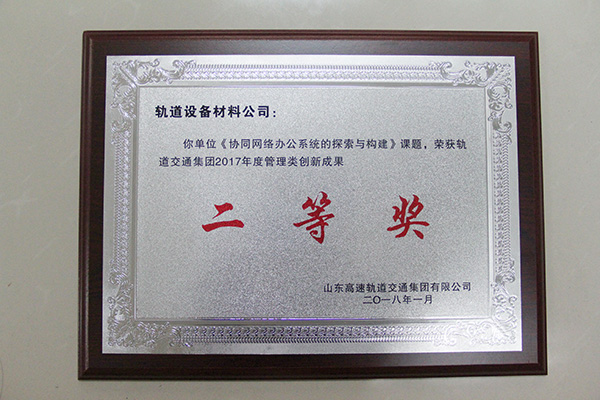 轨道设备材料公司：
你单位《协同网络办公系统的探索与构建》课题，荣获轨
道交通集团2017年度管理类创新成果
二等奖
山东高速轨道交通集团有限公司
二〇一八年一月